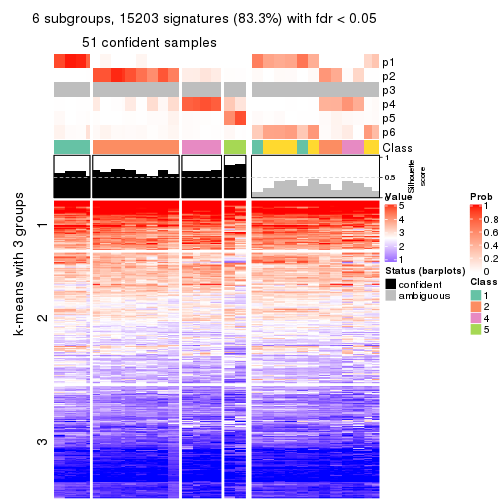 6 subgroups, 15203 signatures (83.3%) with fdr < 0.05
51 confident samples
p1
p2
p3
p4
p5
p6
Class
1
0.5
0
Silhouette
score
k-means with 3 groups
1
2
3
Value
5
4
3
2
1
Status (barplots)
confident
ambiguous
Prob
1
0.8
0.6
0.4
0.2
0
Class
1
2
4
5